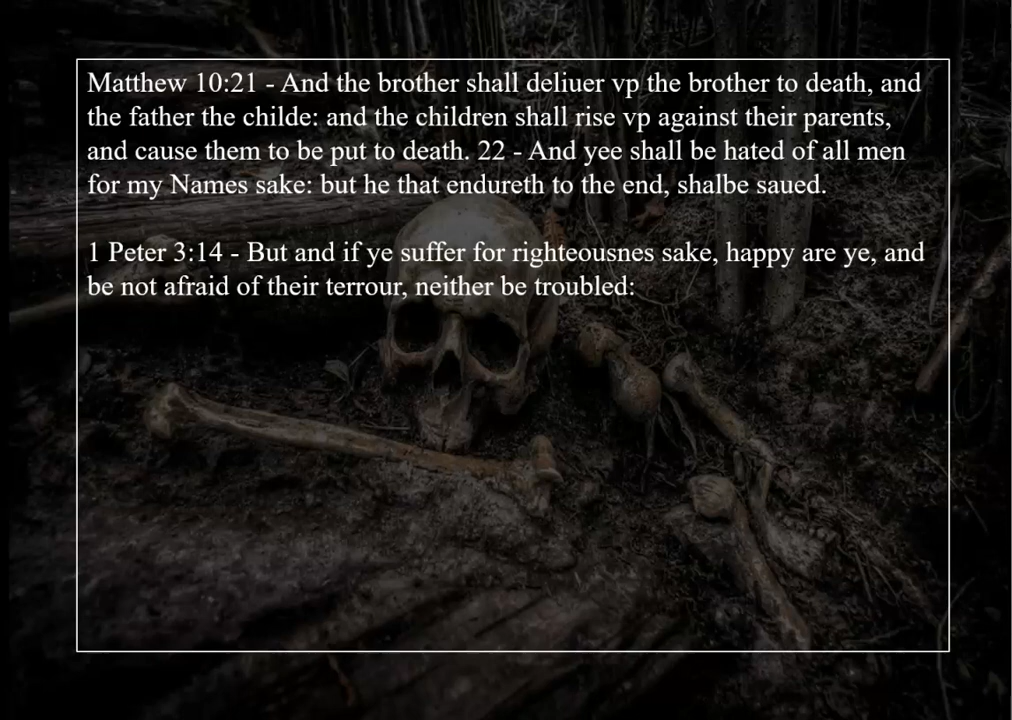 Matthew 10:21 - And the brother shall deliuer vp the brother to death, and
the father the childe: and the children shall rise vp against their parents,
and cause them to be put to death. 22 - And yee shall be hated of all men
for my Names sake: but he that endureth to the end, shalbe saued.
1 Peter 3:14 - But and if ye suffer for righteousnes sake, happy are ye, and
be not afraid of their terrour, neither be troubled: